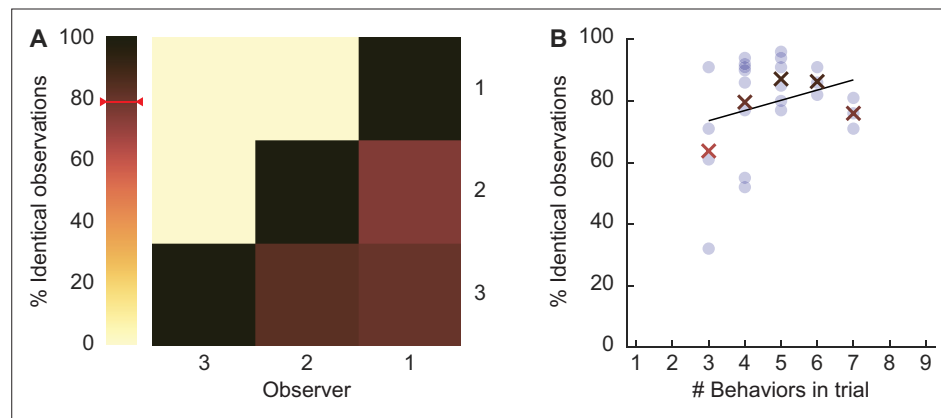 A
% Identical observations
100
80
60
40
20
0
1
2
3
3 2 1
Observer
B
% Identical observations
100
80
60
40
20
0
1 2 3 4 5 6 7 8 9
# Behaviors in trial